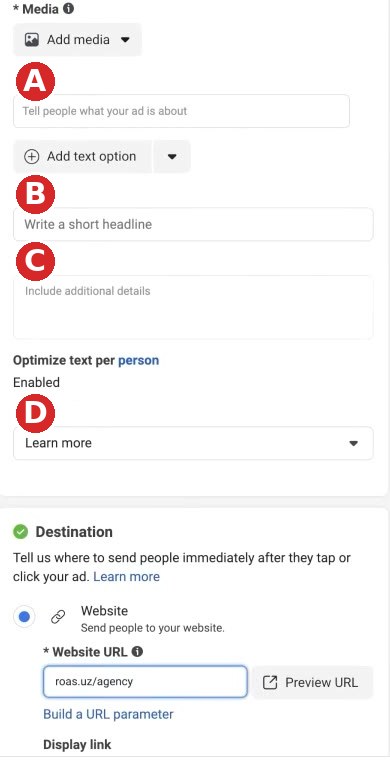 * Media
Add media
A
Tell people what your ad is about
Add text option
B
Write a short headline
C
Include additional details
Optimize text per person
Enabled
D
Learn more
Destination
Tell us where to send people immediately after they tap or
click your ad. Learn more
Website
Send people to your website.
* Website URL
roas.uz/agency
Preview URL
Build a URL parameter
Display link